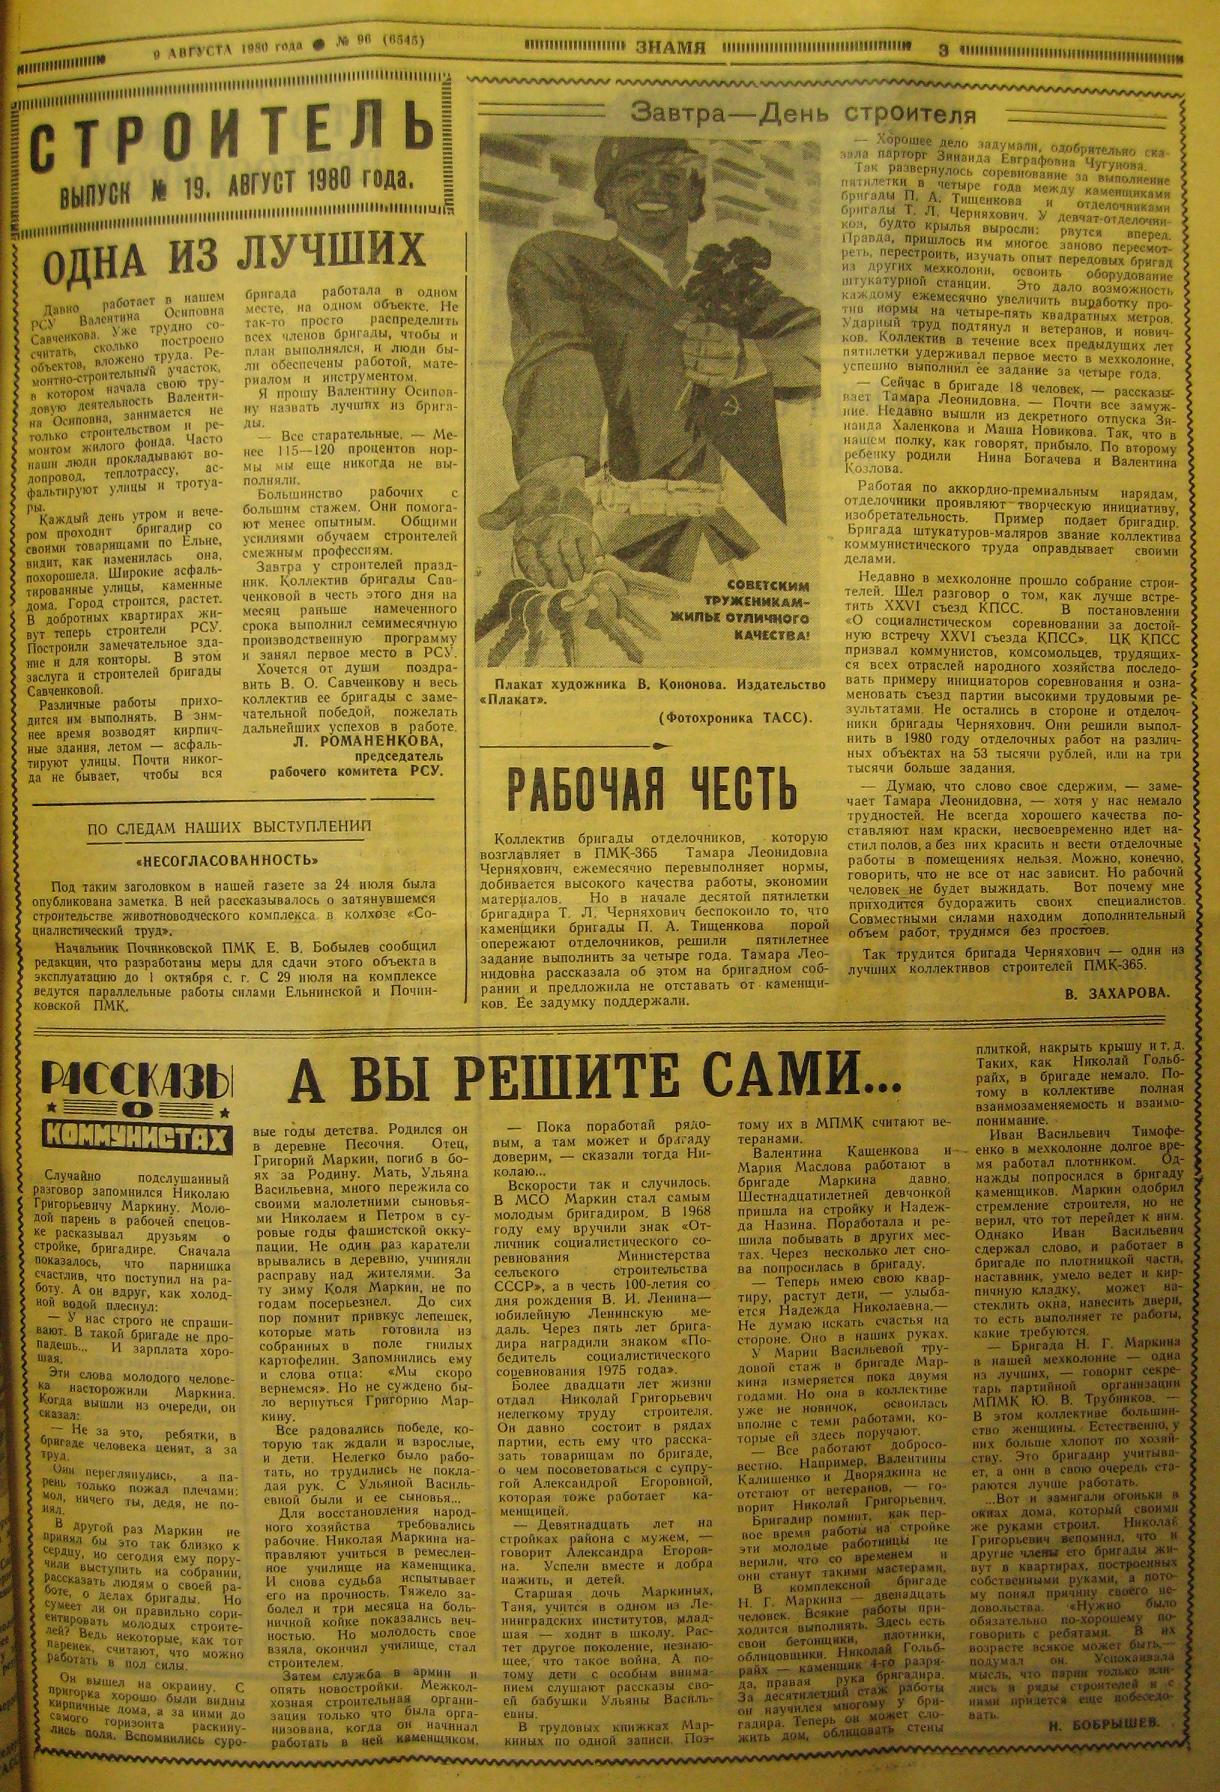 9 АВГУСТА 1980 года ● № 96 (6545)
ЗНАМЯ
3
СТРОИТЕЛЬ
ВЫПУСК № 19. АВГУСТ 1980 года.
ОДНА ИЗ ЛУЧШИХ
Давно работает в нашем
РСУ Валентина Осиповна
Савченкова. Уже трудно со-
считать, сколько построено
объектов, вложено труда. Ре-
монтно-строительный участок,
в котором начала свою тру-
довую деятельность Валенти-
на Осиповна, занимается не
только строительством и ре-
монтом жилого фонда. Часто
наши люди прокладывают во-
допровод, теплотрассу, ас-
фальтируют улицы и тротуа-
ры.
Каждый день утром и вече-
ром проходит бригадир со
своими товарищами по Ельне,
видит, как изменилась она,
похорошела. Широкие асфаль-
тированные улицы, каменные
дома. Город строится, растет.
В добротных квартирах жи-
вут теперь строители РСУ.
Построили замечательное зда-
ние и для конторы. В этом
заслуга и строителей бригады
Савченковой.
Различные работы прихо-
дится им выполнять. В зим-
нее время возводят кирпич-
ные здания, летом — асфаль-
тируют улицы. Почти никог-
да не бывает, чтобы вся
бригада работала в одном
месте, на одном объекте. Не
так-то просто распределить
всех членов бригады, чтобы и
план выполнялся, и люди бы-
ли обеспечены работой, мате-
риалом и инструментом.
Я прошу Валентину Осипов-
ну назвать лучших из брига-
ды.
— Все старательные. — Ме-
нее 115—120 процентов нор-
мы мы еще никогда не вы-
полняли.
Большинство рабочих с
большим стажем. Они помога-
ют менее опытным. Общими
усилиями обучаем строителей
смежным профессиям.
Завтра у строителей празд-
ник. Коллектив бригады Сав-
ченковой в честь этого дня на
месяц раньше намеченного
срока выполнил семимесячную
производственную программу
и занял первое место в РСУ.
Хочется от души поздра-
вить В. О. Савченкову и весь
коллектив ее бригады с заме-
чательной победой, пожелать
дальнейших успехов в работе.
Л. РОМАНЕНКОВА,
председатель
рабочего комитета РСУ.
ПО СЛЕДАМ НАШИХ ВЫСТУПЛЕНИЙ
«НЕСОГЛАСОВАННОСТЬ»
Под таким заголовком в нашей газете за 24 июля была
опубликована заметка. В ней рассказывалось о затянувшемся
строительстве животноводческого комплекса в колхозе «Со-
циалистический труд».
Начальник Починковской ПМК Е. В. Бобылев сообщил
редакции, что разработаны меры для сдачи этого объекта в
эксплуатацию до 1 октября с. г. С 29 июля на комплексе
ведутся параллельные работы силами Ельнинской и Почин-
ковской ПМК.
Завтра—День строителя
СОВЕТСКИМ
ТРУЖЕНИКАМ-
ЖИЛЬЕ ОТЛИЧНОГО
КАЧЕСТВА!
Плакат художника В. Кононова. Издательство
«Плакат».
(Фотохроника ТАСС).
РАБОЧАЯ ЧЕСТЬ
Коллектив бригады отделочников, которую
возглавляет в ПМК-365 Тамара Леонидовна
Черняхович, ежемесячно перевыполняет нормы,
добивается высокого качества работы, экономии
материалов. Но в начале десятой пятилетки
бригадира Т. Л. Черняхович беспокоило то, что
каменщики бригады П. А. Тищенкова порой
опережают отделочников, решили пятилетнее
задание выполнить за четыре года. Тамара Лео-
нидовна рассказала об этом на бригадном соб-
рании и предложила не отставать от каменщи-
ков. Ее задумку поддержали.
— Хорошее дело задумали, одобрительно ска-
зала парторг Зинаида Евграфовна Чугунова.
Так развернулось соревнование за выполнение
пятилетки в четыре года между каменщиками
бригады П. А. Тищенкова и отделочниками
бригады Т. Л. Черняхович. У девчат-отделочни-
ков, будто крылья выросли: рвутся вперед.
Правда, пришлось им многое заново пересмот-
реть, перестроить, изучать опыт передовых бригад
из других мехколонн, освоить оборудование
штукатурной станции. Это дало возможность
каждому ежемесячно увеличить выработку про-
тив нормы на четыре-пять квадратных метров.
Ударный труд подтянул и ветеранов, и нович-
ков. Коллектив в течение всех предыдущих лет
пятилетки удерживал первое место в мехколонне,
успешно выполнил ее задание за четыре года.
— Сейчас в бригаде 18 человек, — рассказы-
вает Тамара Леонидовна. — Почти все замуж-
ние. Недавно вышли из декретного отпуска Зи-
наида Халенкова и Маша Новикова. Так, что в
нашем полку, как говорят, прибыло. По второму
ребенку родили Нина Богачева и Валентина
Козлова.
Работая по аккордно-премиальным нарядам,
отделочники проявляют творческую инициативу,
изобретательность. Пример подает бригадир.
Бригада штукатуров-маляров звание коллектива
коммунистического труда оправдывает своими
делами.
Недавно в мехколонне прошло собрание строи-
телей. Шел разговор о том, как лучше встре-
тить XXVI съезд КПСС. В постановлении
«О социалистическом соревновании за достой-
ную встречу XXVI съезда КПСС». ЦК КПСС
призвал коммунистов, комсомольцев, трудящих-
ся всех отраслей народного хозяйства последо-
вать примеру инициаторов соревнования и озна-
меновать съезд партии высокими трудовыми ре-
зультатами. Не остались в стороне и отделоч-
ники бригады Черняхович. Они решили выпол-
нить в 1980 году отделочных работ на различ-
ных объектах на 53 тысячи рублей, или на три
тысячи больше задания.
— Думаю, что слово свое сдержим, — заме-
чает Тамара Леонидовна, — хотя у нас немало
трудностей. Не всегда хорошего качества по-
ставляют нам краски, несвоевременно идет на-
стил полов, а без них красить и вести отделочные
работы в помещениях нельзя. Можно, конечно,
говорить, что не все от нас зависит. Но рабочий
человек не будет выжидать. Вот почему мне
приходится будоражить своих специалистов.
Совместными силами находим дополнительный
объем работ, трудимся без простоев.
Так трудится бригада Черняхович — один из
лучших коллективов строителей ПМК-365.
В. ЗАХАРОВА.
РАССКАЗЫ
О
КОММУНИСТАХ
А ВЫ РЕШИТЕ САМИ...
Случайно подслушанный
разговор запомнился Николаю
Григорьевичу Маркину. Моло-
дой парень в рабочей спецов-
ке рассказывал друзьям о
стройке, бригадире. Сначала
показалось, что парнишка
счастлив, что поступил на ра-
боту. А он вдруг, как холод-
ной водой плеснул:
— У нас строго не спраши-
вают. В такой бригаде не про-
падешь... И зарплата хоро-
шая.
Эти слова молодого челове-
ка насторожили Маркина.
Когда вышли из очереди, он
сказал:
— Не за это, ребятки, в
бригаде человека ценят, а за
труд.
Они переглянулись, а па-
рень только пожал плечами:
мол, ничего ты, дедя, не по-
нял.
В другой раз Маркин не
принял бы это так близко к
сердцу, но сегодня ему пору-
чили выступить на собрании,
рассказать людям о своей ра-
боте, о делах бригады. Но
сумеет ли он правильно сори-
ентировать молодых строите-
лей? Ведь некоторые, как тот
паренек, считают, что можно
работать в пол силы.
Он вышел на окраину. С
пригорка хорошо были видны
кирпичные дома, а за ними до
самого горизонта раскину-
лись поля. Вспомнились суро-
вые годы детства. Родился он
в деревне Песочня. Отец,
Григорий Маркин, погиб в бо-
ях за Родину. Мать, Ульяна
Васильевна, много пережила со
своими малолетними сыновья-
ми Николаем и Петром в су-
ровые годы фашистской окку-
пации. Не один раз каратели
врывались в деревню, учиняли
расправу над жителями. За
ту зиму Коля Маркин, не по
годам посерьезнел. До сих
пор помнит привкус лепешек,
которые мать готовила из
собранных в поле гнилых
картофелин. Запомнились ему
и слова отца: «Мы скоро
вернемся». Но не суждено бы-
ло вернуться Григорию Мар-
кину.
Все радовались победе, ко-
торую так ждали и взрослые,
и дети. Нелегко было рабо-
тать, но трудились не покла-
дая рук. С Ульяной Василь-
евной были и ее сыновья...
Для восстановления народ-
ного хозяйства требовались
рабочие. Николая Маркина на-
правляют учиться в ремеслен-
ное училище на каменщика.
И снова судьба испытывает
его на прочность. Тяжело за-
болел и три месяца на боль-
ничной койке показались веч-
ностью. Но молодость свое
взяла, окончил училище, стал
строителем.
Затем служба в армии и
опять новостройки. Межкол-
хозная строительная органи-
зация только что была орга-
низована, когда он начинал
работать в ней каменщиком.
— Пока поработай рядо-
вым, а там может и бригаду
доверим, — сказали тогда Ни-
колаю...
Вскорости так и случилось.
В МСО Маркин стал самым
молодым бригадиром. В 1968
году ему вручили знак «От-
личник социалистического со-
ревнования Министерства
сельского строительства
СССР», а в честь 100-летия со
дня рождения В. И. Ленина—
юбилейную Ленинскую ме-
даль. Через пять лет брига-
дира наградили знаком «По-
бедитель социалистического
соревнования 1975 года».
Более двадцати лет жизни
отдал Николай Григорьевич
нелегкому труду строителя.
Он давно состоит в рядах
партии, есть ему что расска-
зать товарищам по бригаде,
о чем посоветоваться с супру-
гой Александрой Егоровной,
которая тоже работает ка-
менщицей.
— Девятнадцать лет на
стройках района с мужем, —
говорит Александра Егоров-
на. — Успели вместе и добра
нажить, и детей.
Старшая дочь Маркиных,
Таня, учится в одном из Ле-
нинградских институтов, млад-
шая — ходит в школу. Рас-
тет другое поколение, незнаю-
щее, что такое война. А по-
тому дети с особым внима-
нием слушают рассказы сво-
ей бабушки Ульяны Василь-
евны.
В трудовых книжках Мар-
киных по одной записи. Поэ-
тому их в МПМК считают ве-
теранами.
Валентина Кащенкова и
Мария Маслова работают в
бригаде Маркина давно.
Шестнадцатилетней девчонкой
пришла на стройку и Надеж-
да Назина. Поработала и ре-
шила побывать в других мес-
тах. Через несколько лет сно-
ва попросилась в бригаду.
— Теперь имею свою квар-
тиру, растут дети, — улыба-
ется Надежда Николаевна.—
Не думаю искать счастья на
стороне. Оно в наших руках.
У Марии Васильевой тру-
довой стаж в бригаде Мар-
кина измеряется пока двумя
годами. Но она в коллективе
уже не новичок, освоилась
вполне с теми работами, ко-
торые ей здесь поручают.
— Все работают добросо-
вестно. Например, Валентины
Калишенко и Дворядкина не
отстают от ветеранов, — го-
ворит Николай Григорьевич.
Бригадир помнит, как пер-
вое время работы на стройке
эти молодые работницы не
верили, что со временем и
они станут такими мастерами.
В комплексной бригаде
Н. Г. Маркина — двенадцать
человек. Всякие работы при-
ходится выполнять. Здесь есть
свои бетонщики, плотники,
облицовщики. Николай Гольб-
райх — каменщик 4-го разря-
да, правая рука бригадира.
За десятилетний стаж работы
он научился многому у бри-
гадира. Теперь он может сло-
жить дом, облицовать стены
плиткой, накрыть крышу и т. д.
Таких, как Николай Гольб-
райх, в бригаде немало. По-
тому в коллективе полная
взаимозаменяемость и взаимо-
понимание.
Иван Васильевич Тимофе-
енко в мехколонне долгое вре-
мя работал плотником. Од-
нажды попросился в бригаду
каменщиков. Маркин одобрил
стремление строителя, но не
верил, что тот перейдет к ним.
Однако Иван Васильевич
сдержал слово, и работает в
бригаде по плотницкой части,
наставник, умело ведет и кир-
пичную кладку, может на-
стеклить окна, навесить двери,
то есть выполняет те работы,
какие требуются.
— Бригада Н. Г. Маркина
в нашей мехколонне — одна
из лучших, — говорит секре-
тарь партийной организации
МПМК Ю. В. Трубников. —
В этом коллективе большин-
ство женщины. Естественно, у
них больше хлопот по хозяй-
ству. Это бригадир учитыва-
ет, а они в свою очередь ста-
раются лучше работать.
...Вот и замигали огоньки в
окнах дома, который своими
же руками строил. Николай
Григорьевич вспомнил, что и
другие члены его бригады жи-
вут в квартирах, построенных
собственными руками, а пото-
му понял причину своего не-
довольства. «Нужно было
обязательно по-хорошему по-
говорить с ребятами. В их
возрасте всякое может быть,—
подумал он. Успокаивала
мысль, что парни только вли-
лись в ряды строителей и с
ними придется еще побеседо-
вать.
Н. БОБРЫШЕВ.